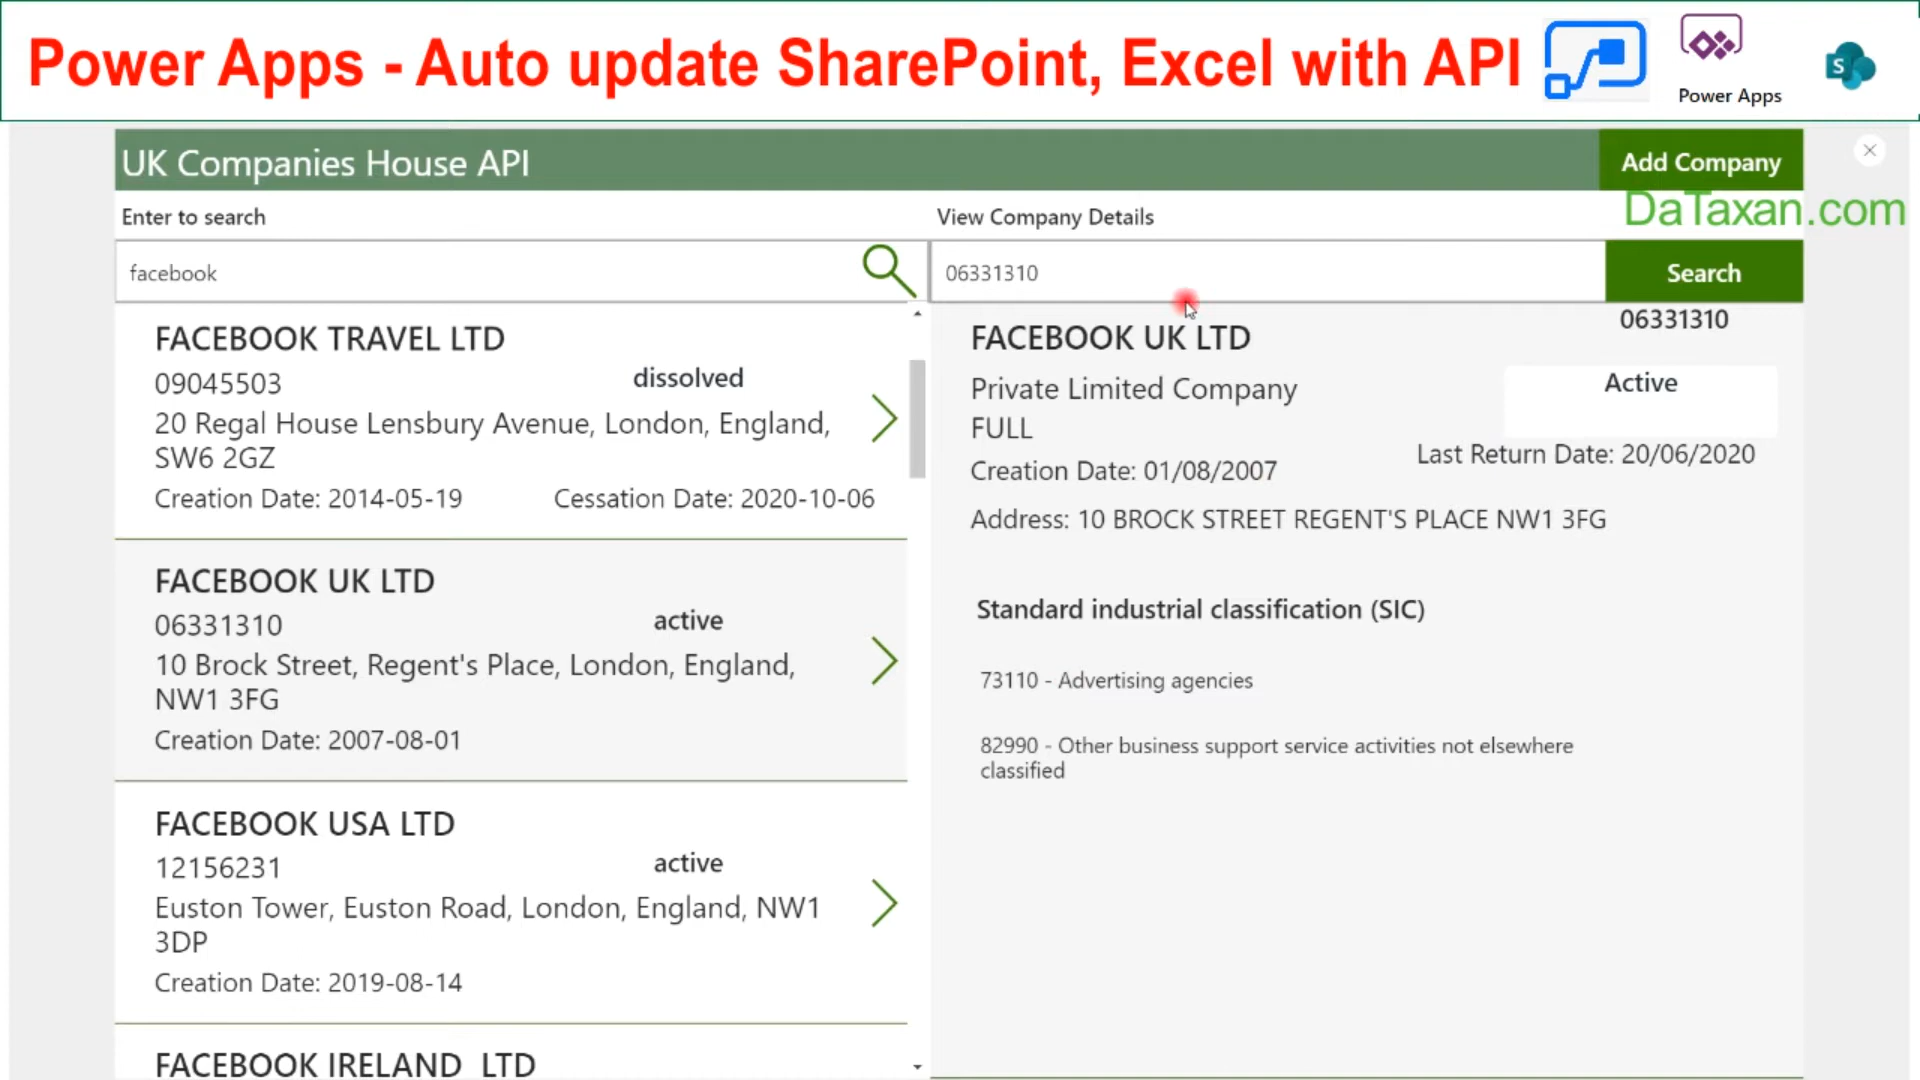 Power Apps - Auto update SharePoint, Excel with API
Power Apps
S
UK Companies House API
Add Company
DaTaxan.com
Enter to search
View Company Details
facebook
06331310
Search
FACEBOOK TRAVEL LTD
09045503
dissolved
20 Regal House Lensbury Avenue, London, England,
SW6 2GZ
Creation Date: 2014-05-19
Cessation Date: 2020-10-06
FACEBOOK UK LTD
06331310
active
10 Brock Street, Regent's Place, London, England,
NW1 3FG
Creation Date: 2007-08-01
FACEBOOK USA LTD
12156231
active
Euston Tower, Euston Road, London, England, NW1
3DP
Creation Date: 2019-08-14
FACEBOOK IRELAND LTD
06331310
FACEBOOK UK LTD
Private Limited Company
Active
FULL
Last Return Date: 20/06/2020
Creation Date: 01/08/2007
Address: 10 BROCK STREET REGENT'S PLACE NW1 3FG
Standard industrial classification (SIC)
73110 - Advertising agencies
82990 - Other business support service activities not elsewhere
classified